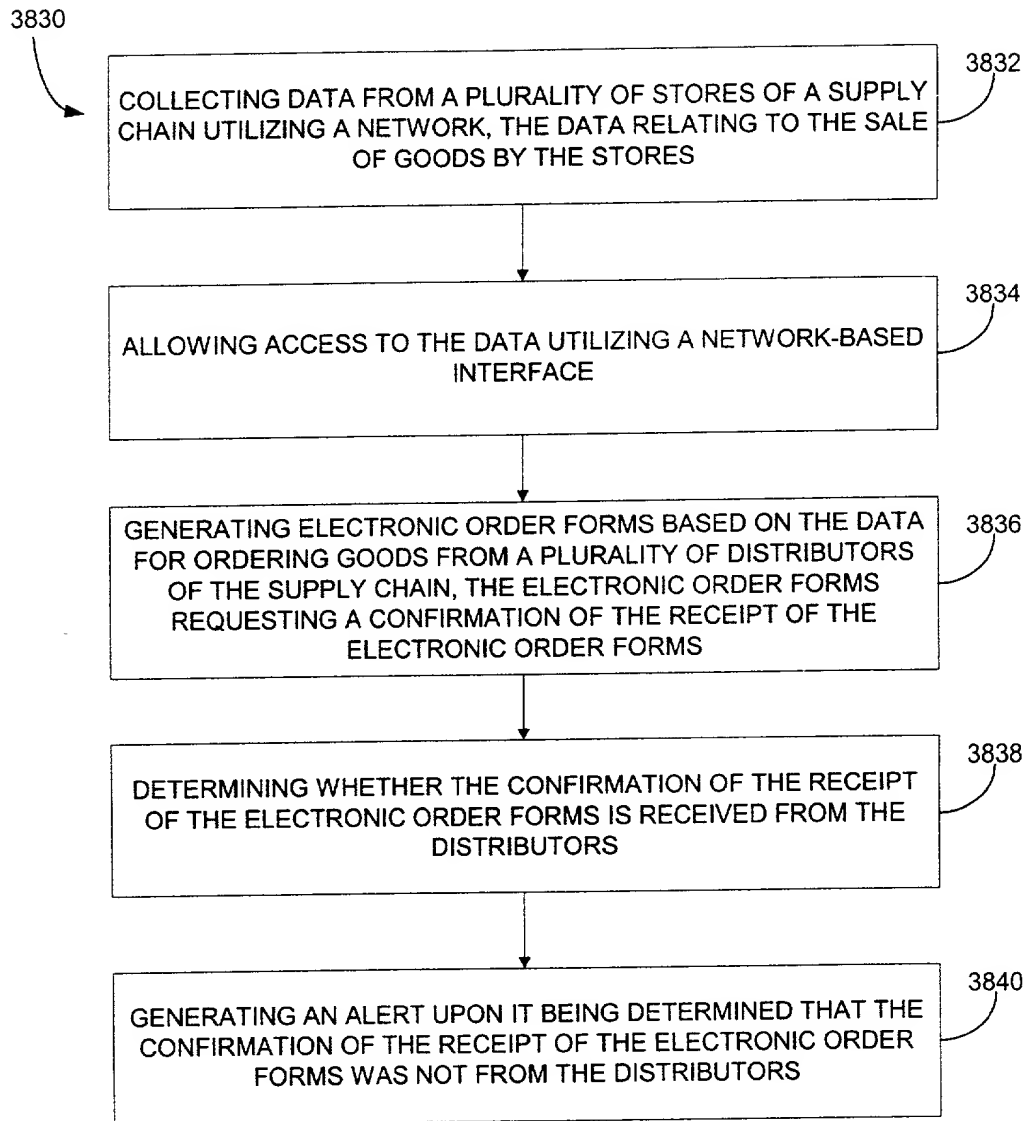 3830
3832
COLLECTING DATA FROM A PLURALITY OF STORES OF A SUPPLY
CHAIN UTILIZING A NETWORK, THE DATA RELATING TO THE SALE
OF GOODS BY THE STORES
3834
ALLOWING ACCESS TO THE DATA UTILIZING A NETWORK-BASED
INTERFACE
3836
GENERATING ELECTRONIC ORDER FORMS BASED ON THE DATA
FOR ORDERING GOODS FROM A PLURALITY OF DISTRIBUTORS
OF THE SUPPLY CHAIN, THE ELECTRONIC ORDER FORMS
REQUESTING A CONFIRMATION OF THE RECEIPT OF THE
ELECTRONIC ORDER FORMS
3838
DETERMINING WHETHER THE CONFIRMATION OF THE RECEIPT
OF THE ELECTRONIC ORDER FORMS IS RECEIVED FROM THE
DISTRIBUTORS
3840
GENERATING AN ALERT UPON IT BEING DETERMINED THAT THE
CONFIRMATION OF THE RECEIPT OF THE ELECTRONIC ORDER
FORMS WAS NOT FROM THE DISTRIBUTORS